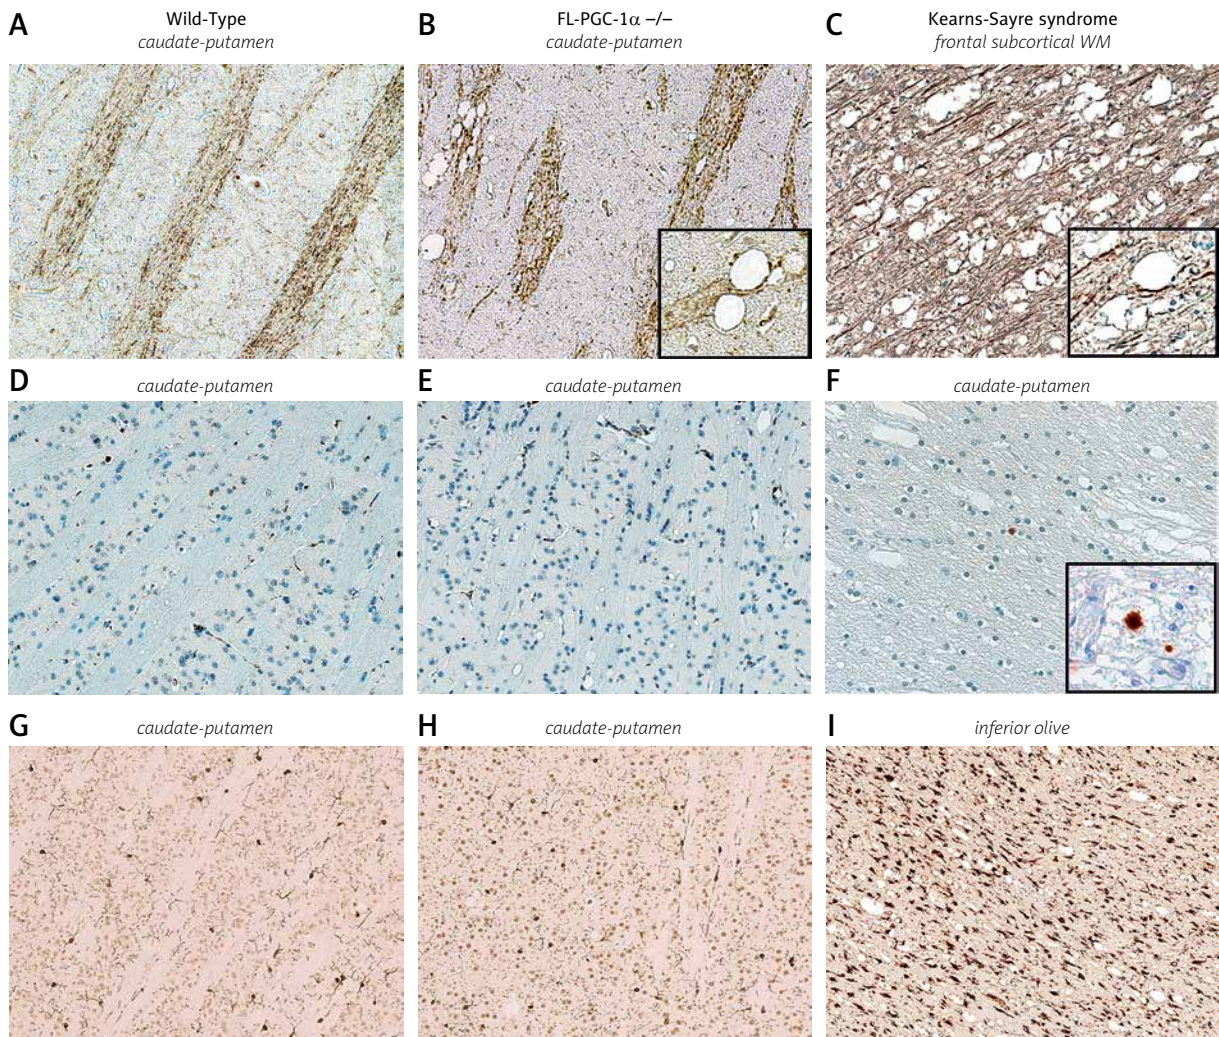 A
Wild-Type
caudate-putamen
B
FL-PGC-1α –/–
caudate-putamen
C
Kearns-Sayre syndrome
frontal subcortical WM
D
caudate-putamen
E
caudate-putamen
F
caudate-putamen
G
caudate-putamen
H
caudate-putamen
I
inferior olive